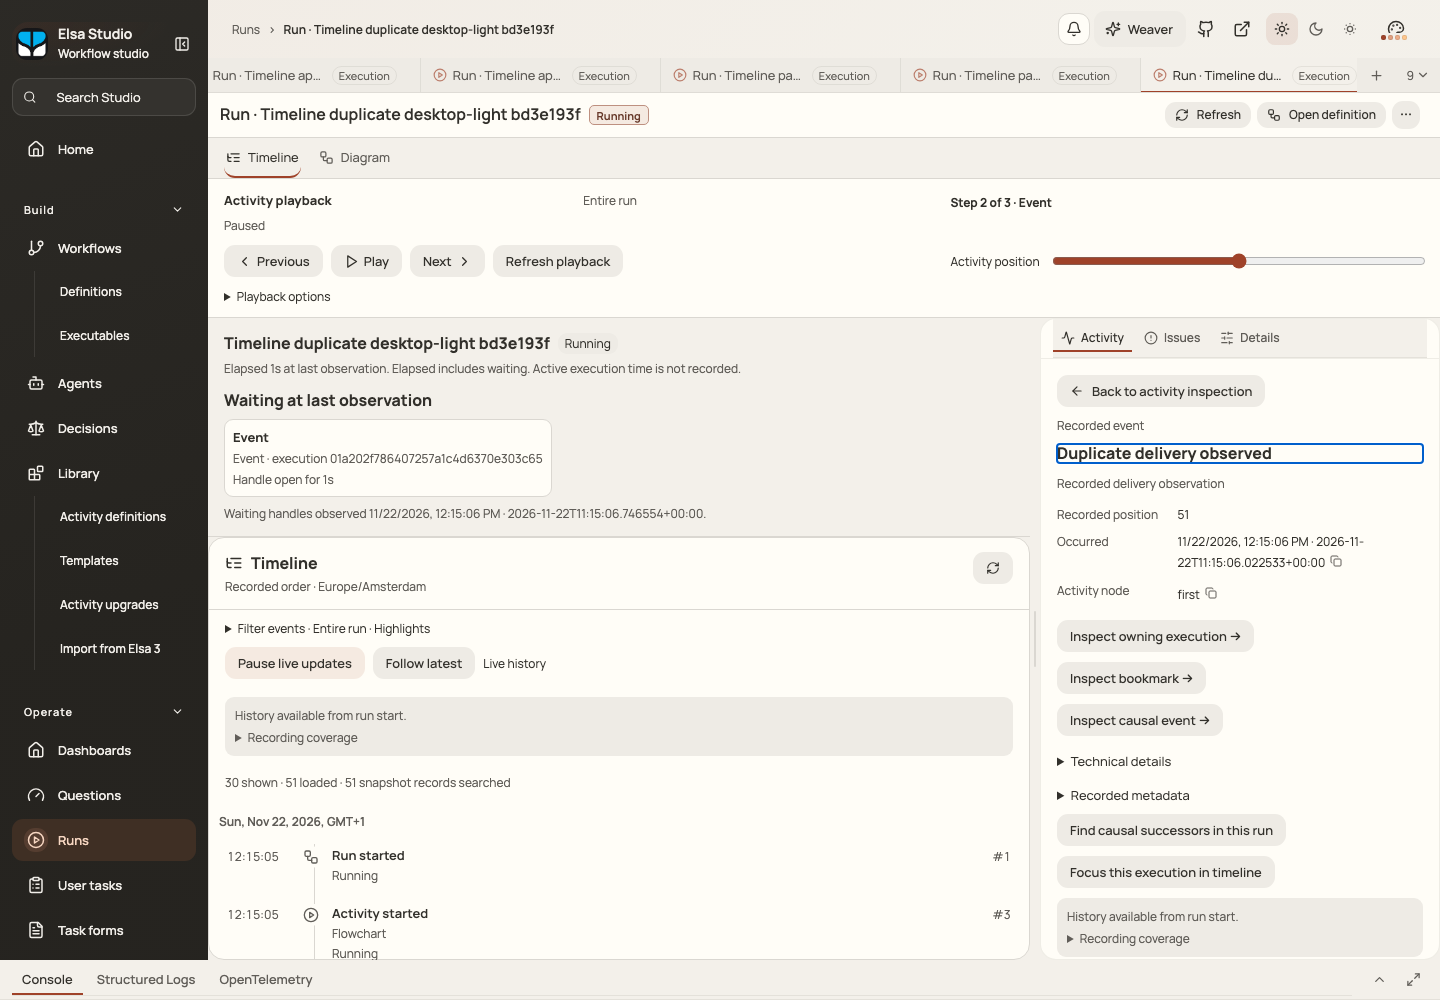 Elsa Studio
Workflow studio
Search Studio
Home
Build
Workflows
Definitions
Executables
Agents
Decisions
Library
Activity definitions
Templates
Activity upgrades
Import from Elsa 3
Operate
Dashboards
Questions
Runs
User tasks
Task forms
Runs › Run · Timeline duplicate desktop-light bd3e193f
Weaver
Run · Timeline ap... Execution
Run · Timeline ap... Execution
Run · Timeline pa... Execution
Run · Timeline pa... Execution
Run · Timeline du... Execution
9
Run · Timeline duplicate desktop-light bd3e193f Running
Refresh
Open definition
Timeline
Diagram
Activity playback
Entire run
Step 2 of 3 · Event
Paused
Previous
Play
Next
Refresh playback
Activity position
Playback options
Timeline duplicate desktop-light bd3e193f Running
Elapsed 1s at last observation. Elapsed includes waiting. Active execution time is not recorded.
Waiting at last observation
Event
Event · execution 01a202f786407257a1c4d6370e303c65
Handle open for 1s
Waiting handles observed 11/22/2026, 12:15:06 PM · 2026-11-22T11:15:06.746554+00:00.
Timeline
Recorded order · Europe/Amsterdam
Filter events · Entire run · Highlights
Pause live updates
Follow latest
Live history
History available from run start.
Recording coverage
30 shown · 51 loaded · 51 snapshot records searched
Sun, Nov 22, 2026, GMT+1
12:15:05 Run started #1
Running
12:15:05 Activity started #3
Flowchart
Running
Activity
Issues
Details
Back to activity inspection
Recorded event
Duplicate delivery observed
Recorded delivery observation
Recorded position 51
Occurred 11/22/2026, 12:15:06 PM · 2026-11-
22T11:15:06.022533+00:00
Activity node first
Inspect owning execution →
Inspect bookmark →
Inspect causal event →
Technical details
Recorded metadata
Find causal successors in this run
Focus this execution in timeline
History available from run start.
Recording coverage
Console
Structured Logs
OpenTelemetry